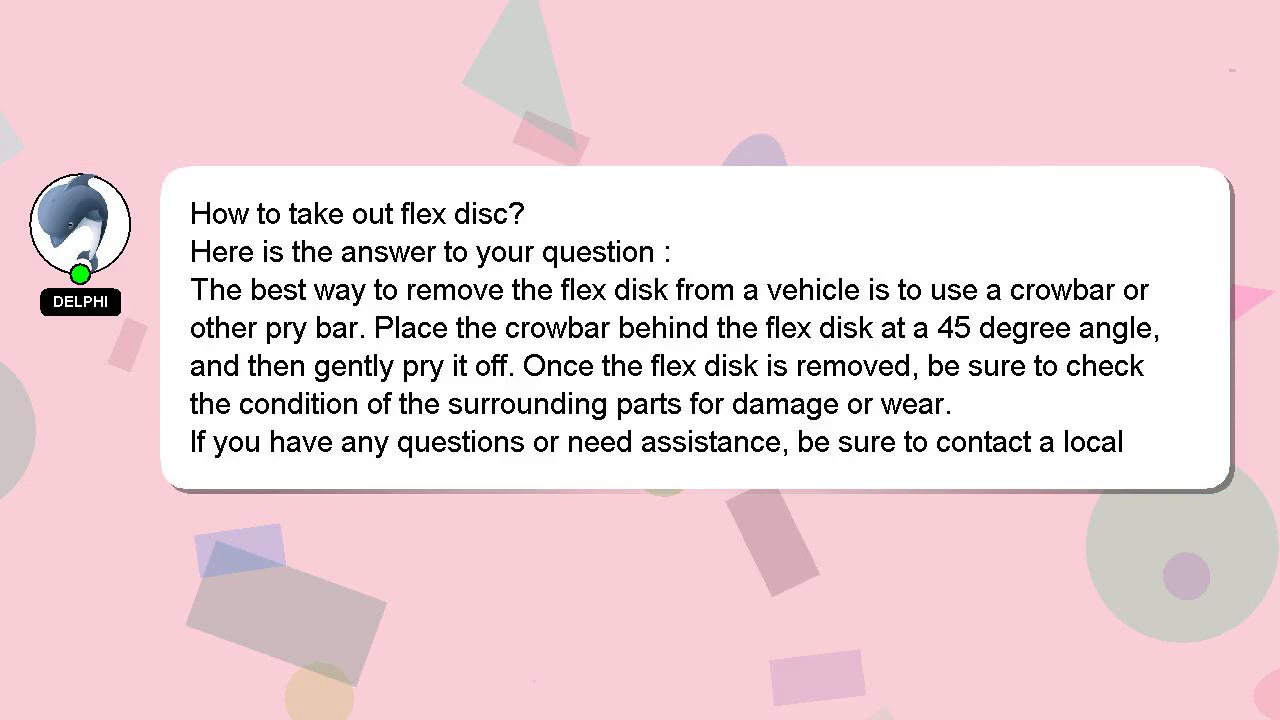 How to take out flex disc?
Here is the answer to your question :
The best way to remove the flex disk from a vehicle is to use a crowbar or
other pry bar. Place the crowbar behind the flex disk at a 45 degree angle,
and then gently pry it off. Once the flex disk is removed, be sure to check
the condition of the surrounding parts for damage or wear.
If you have any questions or need assistance, be sure to contact a local
DELPHI